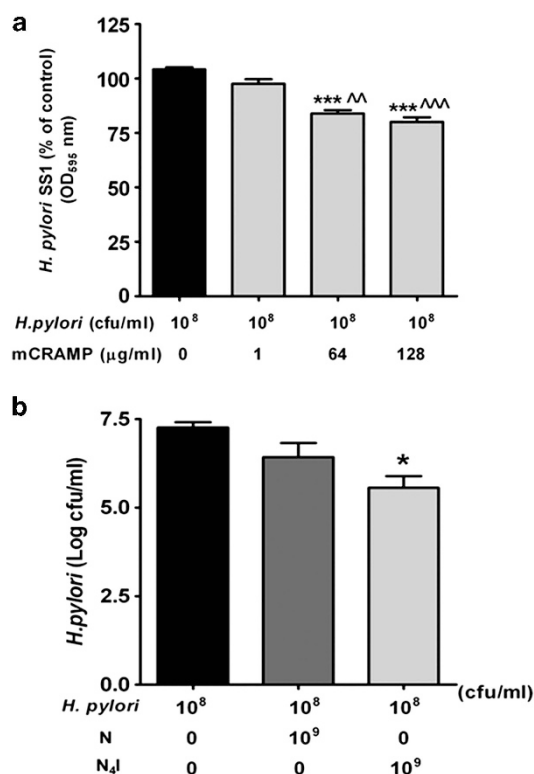 a
H. pylori SS1 (% of control)
(OD₅₉₅ nm)
125
100
75
50
25
0
*** ^^
*** ^^^
H.pylori (cfu/ml) 10⁸ 10⁸ 10⁸ 10⁸
mCRAMP (µg/ml) 0 1 64 128
b
H.pylori (Log cfu/ml)
7.5
5.0
2.5
0.0
*
(cfu/ml)
H. pylori 10⁸ 10⁸ 10⁸
N 0 10⁹ 0
N₄I 0 0 10⁹